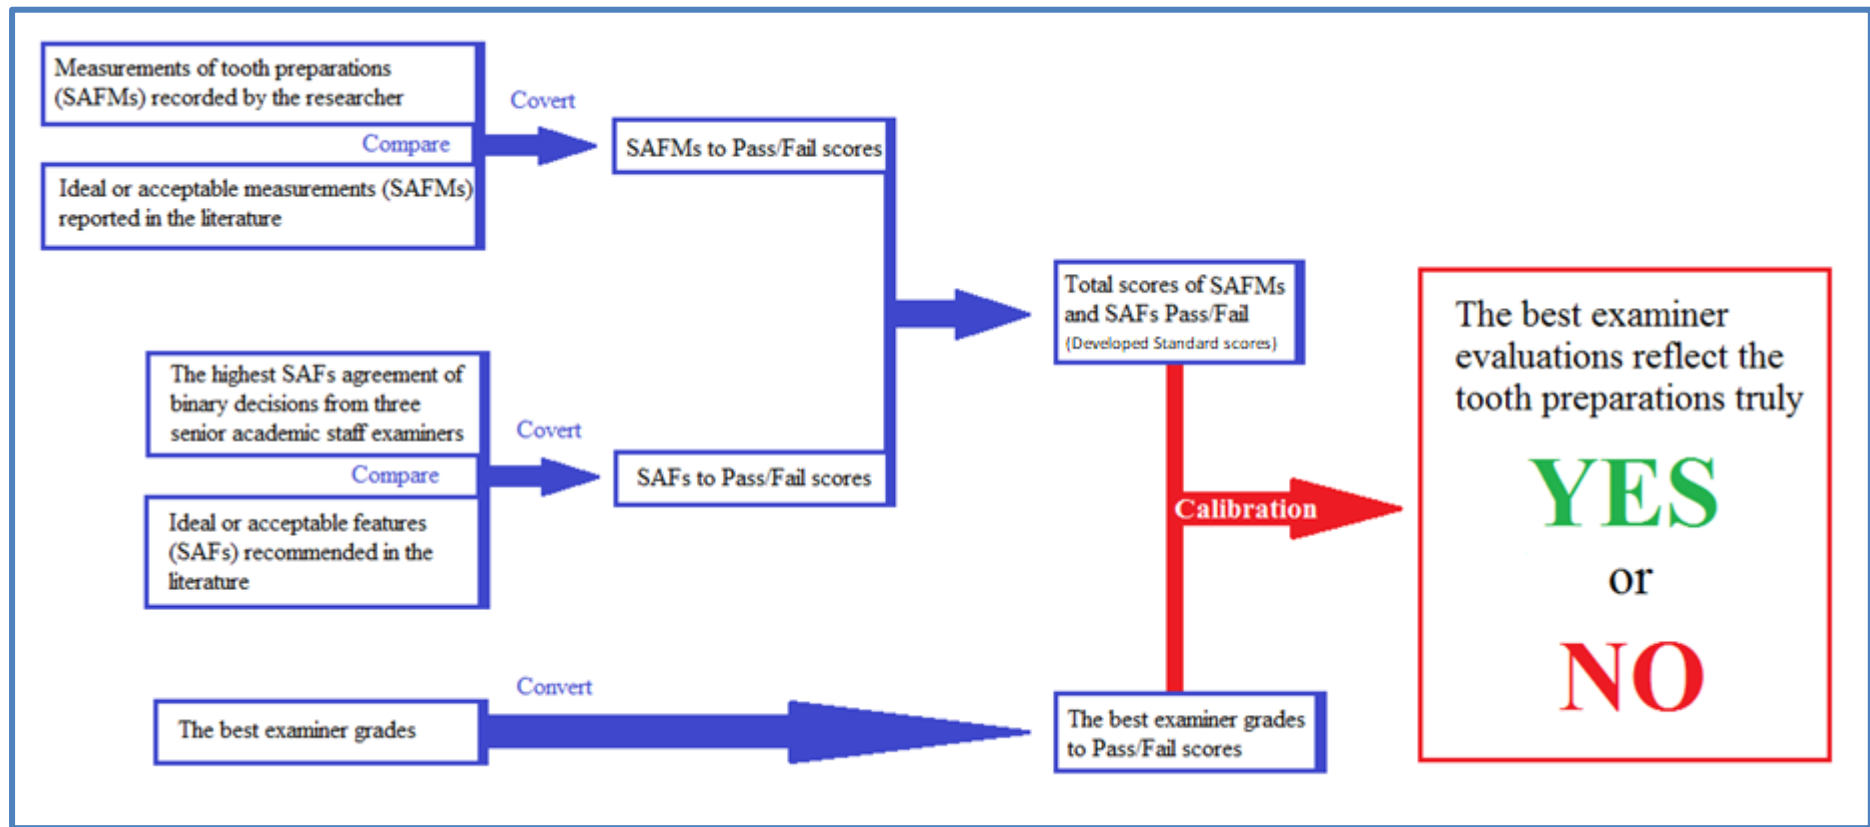 Measurements of tooth preparations
(SAFMs) recorded by the researcher
Compare
Ideal or acceptable measurements (SAFMs)
reported in the literature
Covert
SAFMs to Pass/Fail scores
The highest SAFs agreement of
binary decisions from three
senior academic staff examiners
Compare
Ideal or acceptable features
(SAFs) recommended in the
literature
Covert
SAFs to Pass/Fail scores
Total scores of SAFMs
and SAFs Pass/Fail
(Developed Standard scores)
The best examiner grades
Convert
The best examiner grades
to Pass/Fail scores
Calibration
The best examiner
evaluations reflect the
tooth preparations truly
YES
or
NO